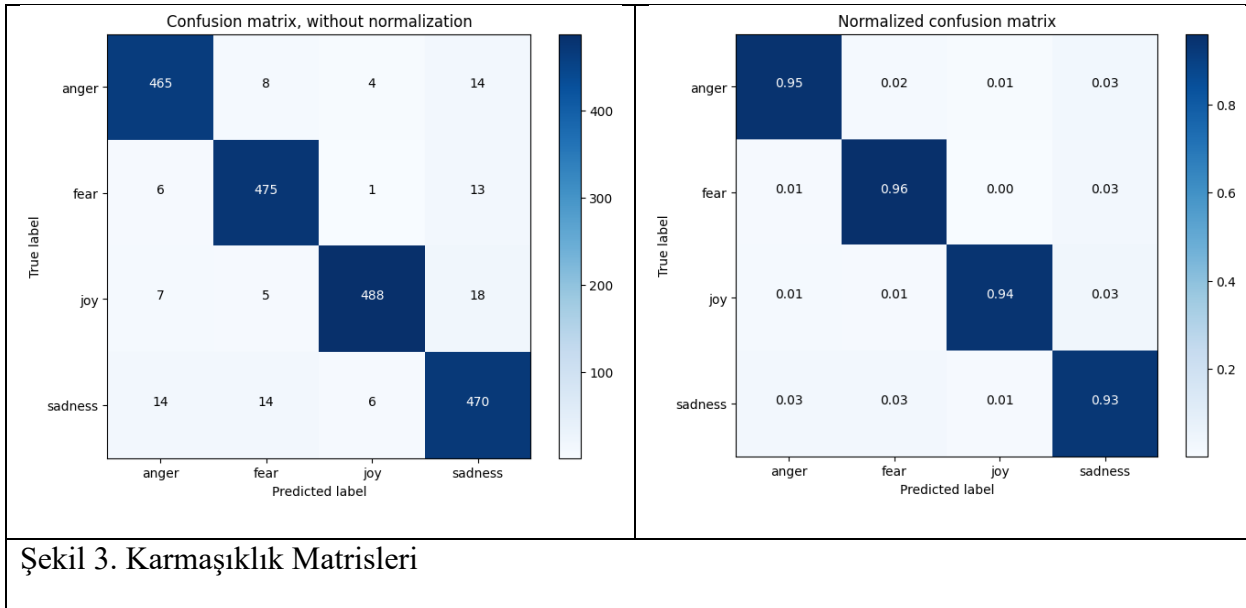 Confusion matrix, without normalization
anger 465 8 4 14
fear 6 475 1 13
joy 7 5 488 18
sadness 14 14 6 470
anger fear joy sadness
True label
Predicted label
400
300
200
100
Normalized confusion matrix
anger 0.95 0.02 0.01 0.03
fear 0.01 0.96 0.00 0.03
joy 0.01 0.01 0.94 0.03
sadness 0.03 0.03 0.01 0.93
anger fear joy sadness
True label
Predicted label
0.8
0.6
0.4
0.2
Şekil 3. Karmaşıklık Matrisleri